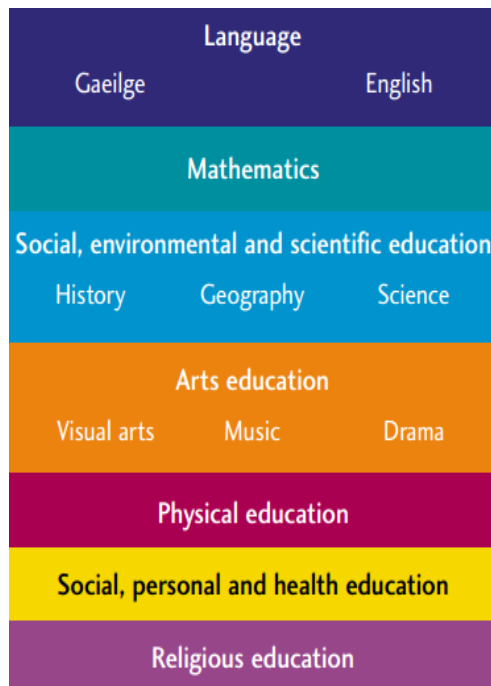 Language
Gaeilge English
Mathematics
Social, environmental and scientific education
History Geography Science
Arts education
Visual arts Music Drama
Physical education
Social, personal and health education
Religious education